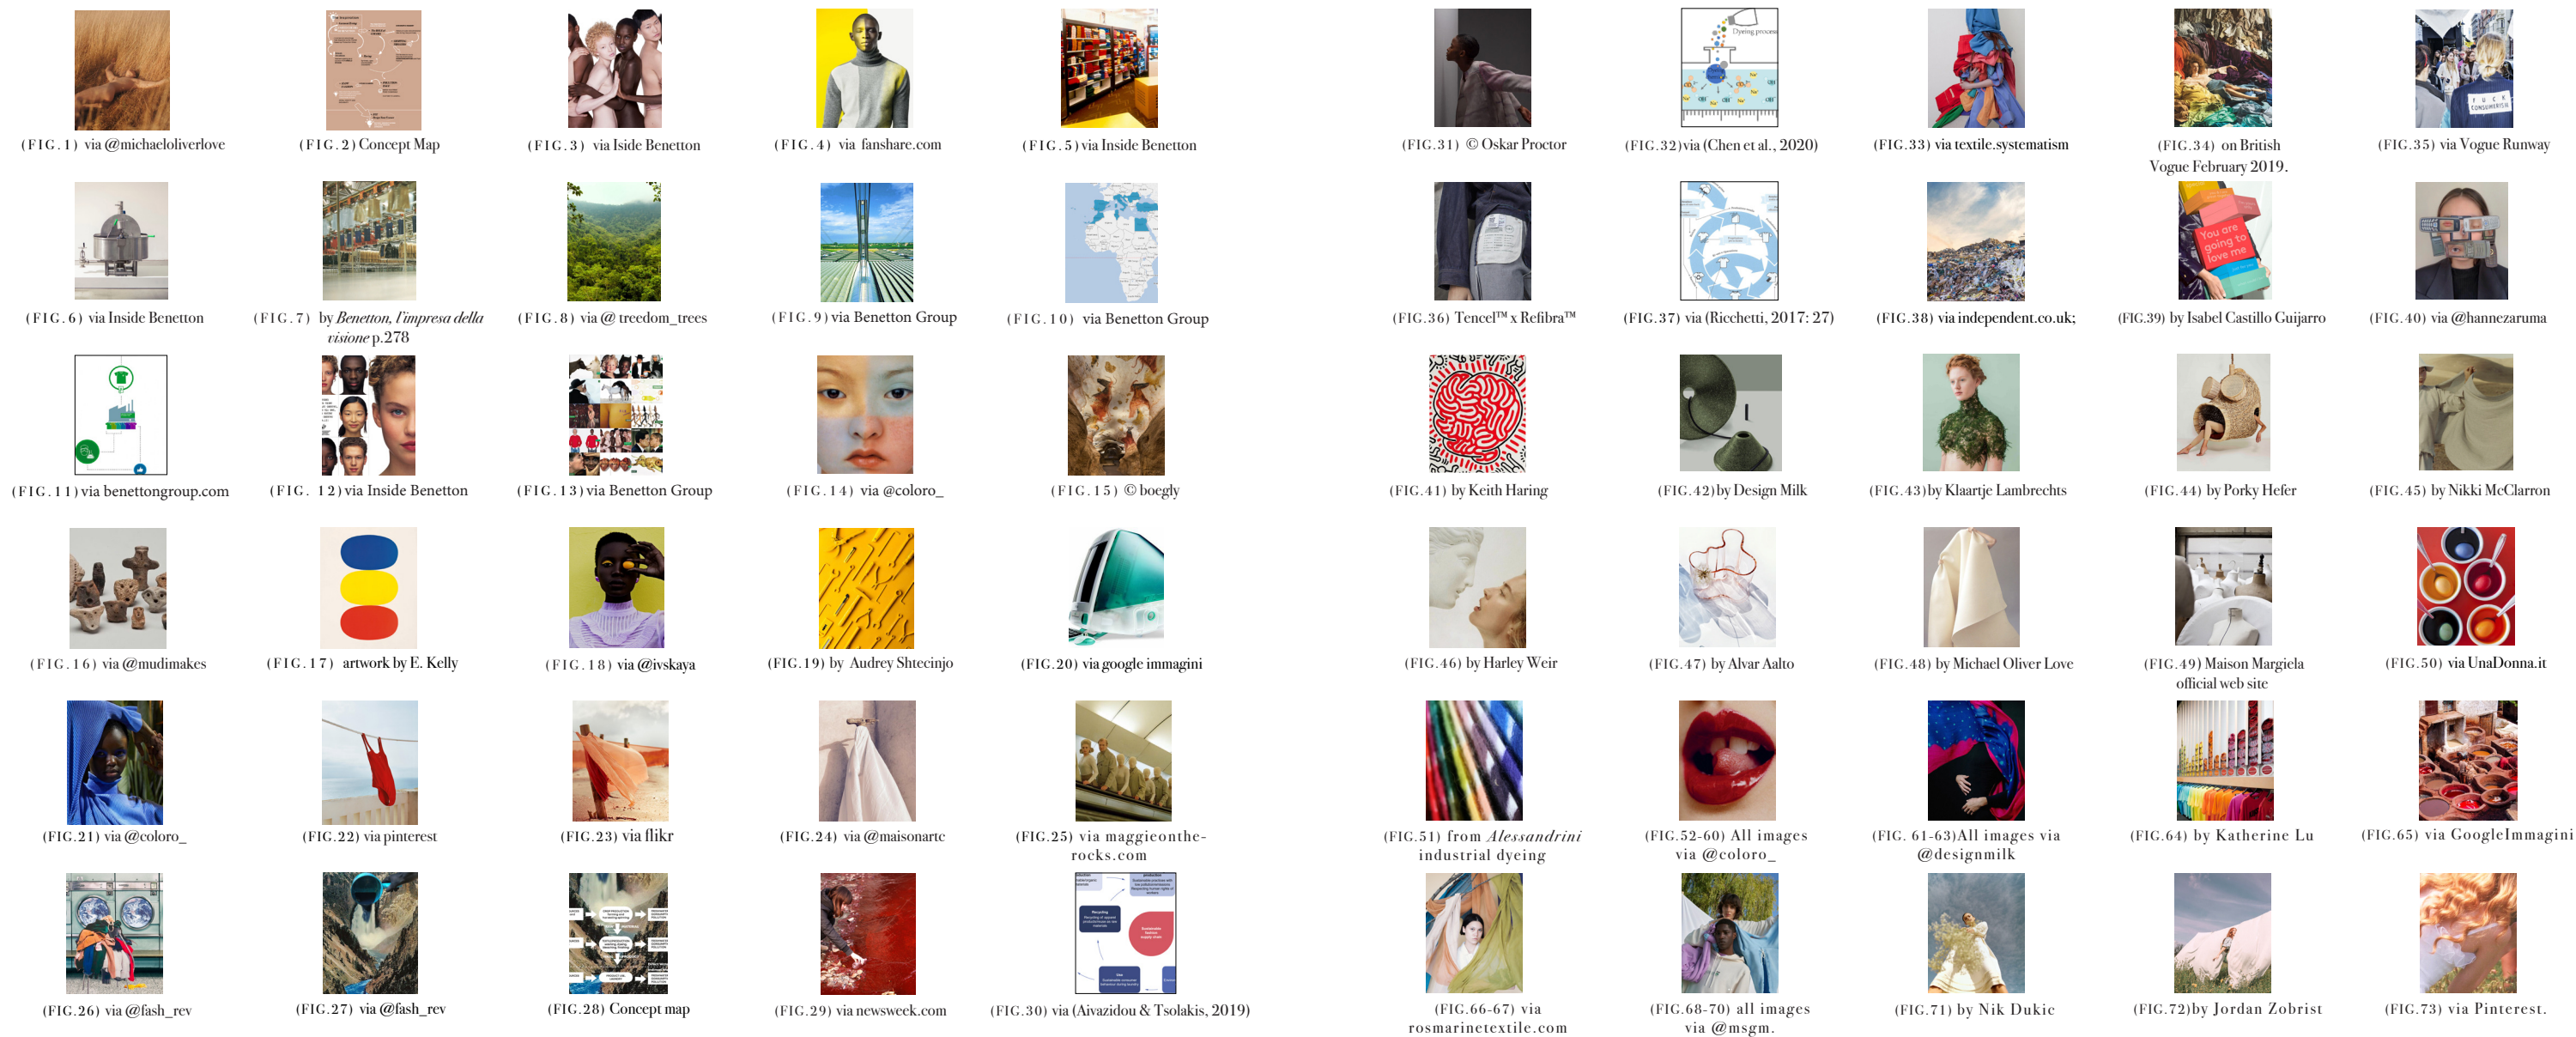 (FIG.1) via @michaeloliverlove
(FIG.2) Concept Map
(FIG.3) via Iside Benetton
(FIG.4) via fanshare.com
(FIG.5) via Inside Benetton
Dyeing process
FUCK
CONSUMERISM
(FIG.31) © Oskar Proctor
(FIG.32)via (Chen et al., 2020)
(FIG.33) via textile.systematism
(FIG.34) on British
Vogue February 2019.
(FIG.35) via Vogue Runway
You are
going to
love me
(FIG.6) via Inside Benetton
(FIG.7) by Benetton, l'impresa della
visione p.278
(FIG.8) via @ treedom_trees
(FIG.9) via Benetton Group
(FIG.10) via Benetton Group
(FIG.36) Tencel™ x Refibra™
(FIG.37) via (Ricchetti, 2017: 27)
(FIG.38) via independent.co.uk;
(FIG.39) by Isabel Castillo Guijarro
(FIG.40) via @hannezaruma
(FIG.11) via benettongroup.com
(FIG. 12) via Inside Benetton
(FIG.13) via Benetton Group
(FIG.14) via @coloro_
(FIG.15) © boegly
(FIG.41) by Keith Haring
(FIG.42)by Design Milk
(FIG.43)by Klaartje Lambrechts
(FIG.44) by Porky Hefer
(FIG.45) by Nikki McClarron
(FIG.16) via @mudimakes
(FIG.17) artwork by E. Kelly
(FIG.18) via @ivskaya
(FIG.19) by Audrey Shtecinjo
(FIG.20) via google immagini
(FIG.46) by Harley Weir
(FIG.47) by Alvar Aalto
(FIG.48) by Michael Oliver Love
(FIG.49) Maison Margiela
official web site
(FIG.50) via UnaDonna.it
(FIG.21) via @coloro_
(FIG.22) via pinterest
(FIG.23) via flikr
(FIG.24) via @maisonartc
(FIG.25) via maggieonthe-
rocks.com
(FIG.51) from Alessandrini
industrial dyeing
(FIG.52-60) All images
via @coloro_
(FIG. 61-63)All images via
@designmilk
(FIG.64) by Katherine Lu
(FIG.65) via GoogleImmagini
Recycling
Sustainable
fashion
supply chain
(FIG.26) via @fash_rev
(FIG.27) via @fash_rev
(FIG.28) Concept map
(FIG.29) via newsweek.com
(FIG.30) via (Aivazidou & Tsolakis, 2019)
(FIG.66-67) via
rosmarinetextile.com
(FIG.68-70) all images
via @msgm.
(FIG.71) by Nik Dukic
(FIG.72)by Jordan Zobrist
(FIG.73) via Pinterest.